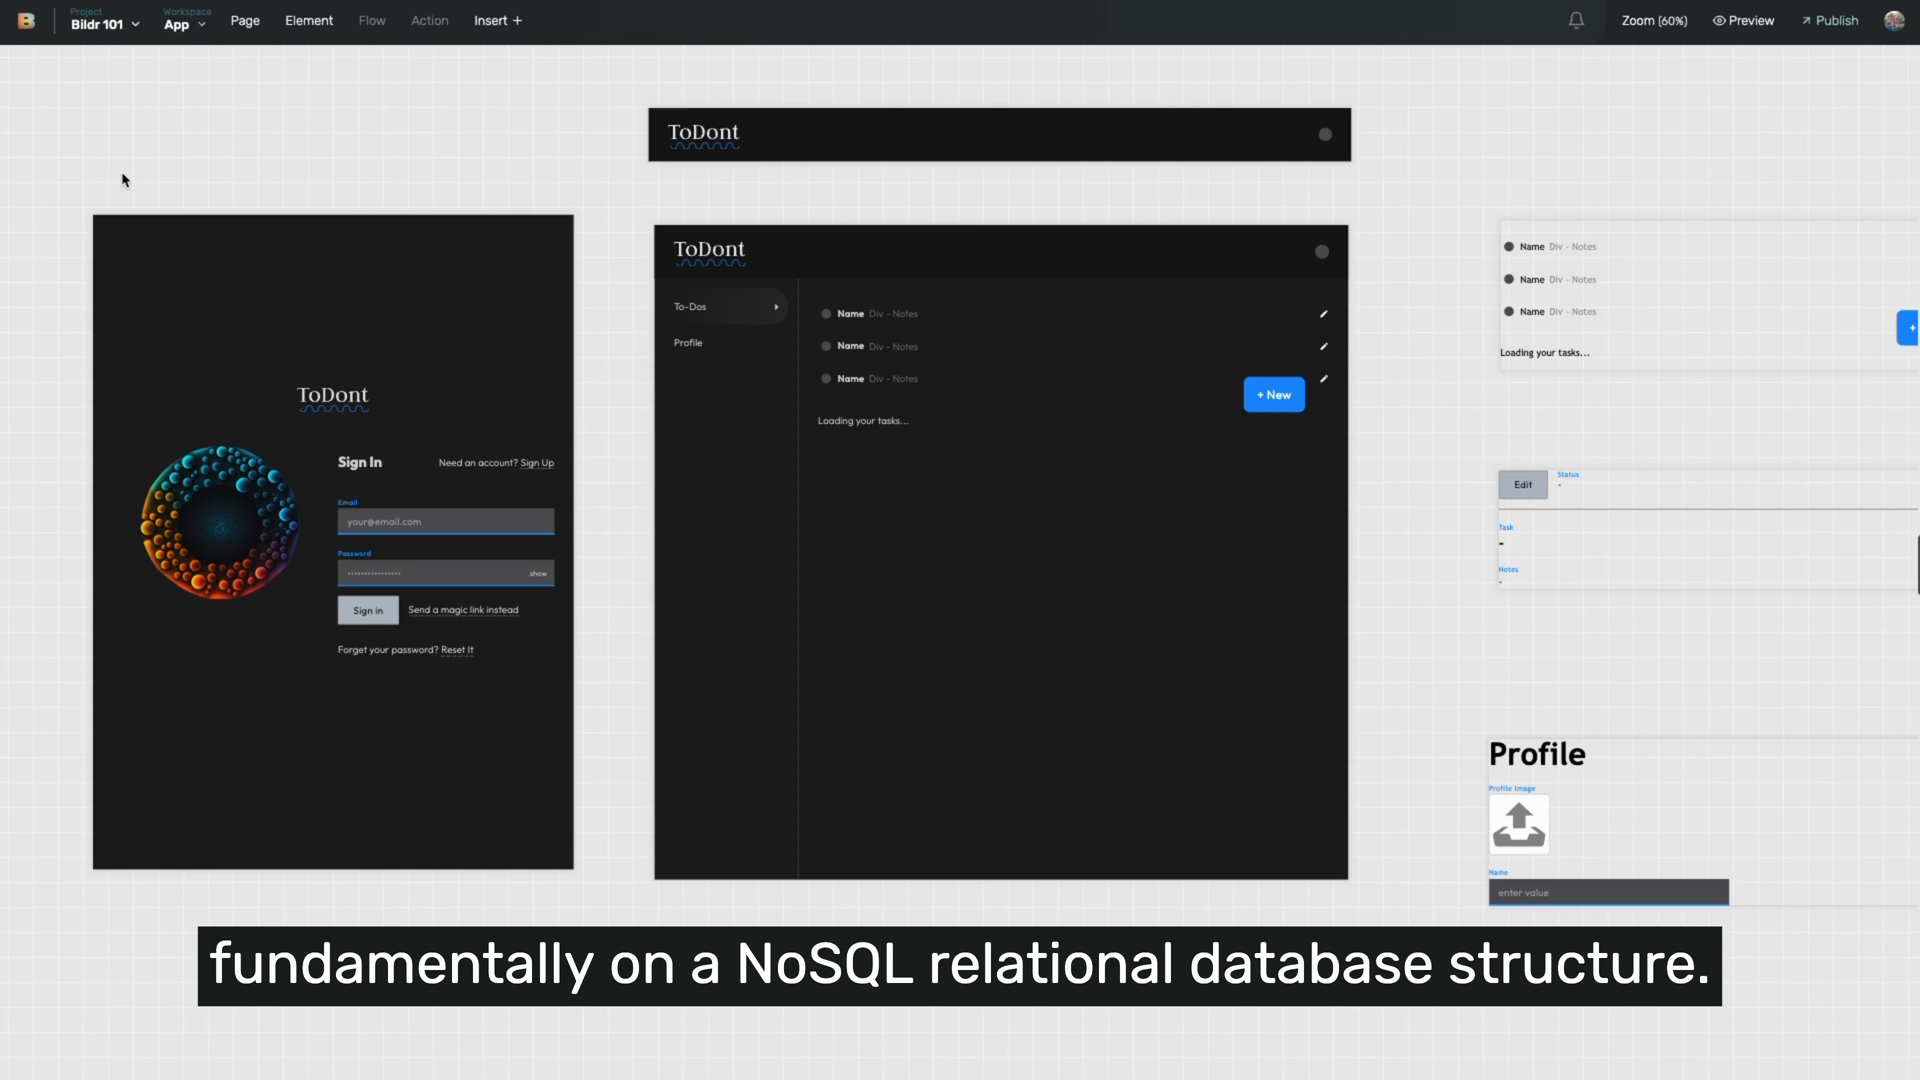 Project
Bildr 101
Workspace
App
Page
Element
Flow
Action
Insert +
Zoom (60%)
Preview
Publish
ToDont
ToDont
Sign In
Need an account? Sign Up
Email
your@email.com
Password
show
Sign in
Send a magic link instead
Forget your password? Reset It
ToDont
To-Dos
Profile
Name Div - Notes
Name Div - Notes
Name Div - Notes
+ New
Loading your tasks...
Name Div - Notes
Name Div - Notes
Name Div - Notes
+
Loading your tasks...
Edit
Status
-
Task
-
Notes
-
Profile
Profile Image
Name
enter value
fundamentally on a NoSQL relational database structure.